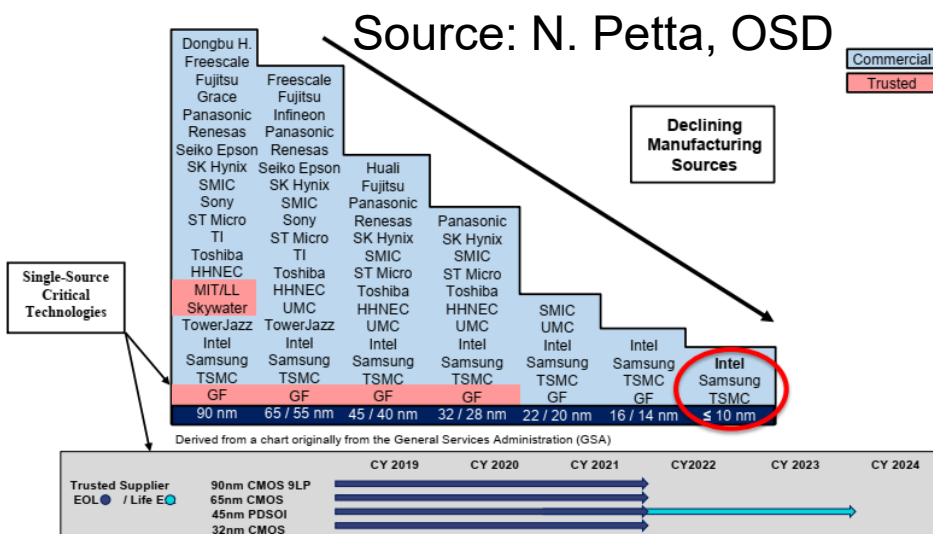 Source: N. Petta, OSD
Commercial
Trusted
Declining
Manufacturing
Sources
Single-Source
Critical
Technologies
Dongbu H.
Freescale
Fujitsu
Grace
Panasonic
Renesas
Seiko Epson
SK Hynix
SMIC
Sony
ST Micro
TI
Toshiba
HHNEC
MIT/LL
Skywater
TowerJazz
Intel
Samsung
TSMC
GF
90 nm
Freescale
Fujitsu
Infineon
Panasonic
Renesas
Seiko Epson
SK Hynix
SMIC
Sony
ST Micro
TI
Toshiba
HHNEC
UMC
TowerJazz
Intel
Samsung
TSMC
GF
65 / 55 nm
Huali
Fujitsu
Panasonic
Renesas
SK Hynix
SMIC
ST Micro
Toshiba
HHNEC
UMC
Intel
Samsung
TSMC
GF
45 / 40 nm
Panasonic
SK Hynix
SMIC
ST Micro
Toshiba
HHNEC
UMC
Intel
Samsung
TSMC
GF
32 / 28 nm
SMIC
UMC
Intel
Samsung
TSMC
GF
22 / 20 nm
Intel
Samsung
TSMC
GF
16 / 14 nm
Intel
Samsung
TSMC
≤ 10 nm
Derived from a chart originally from the General Services Administration (GSA)
CY 2019 CY 2020 CY 2021 CY2022 CY 2023 CY 2024
Trusted Supplier
EOL / Life
90nm CMOS 9LP
65nm CMOS
45nm PDSOI
32nm CMOS